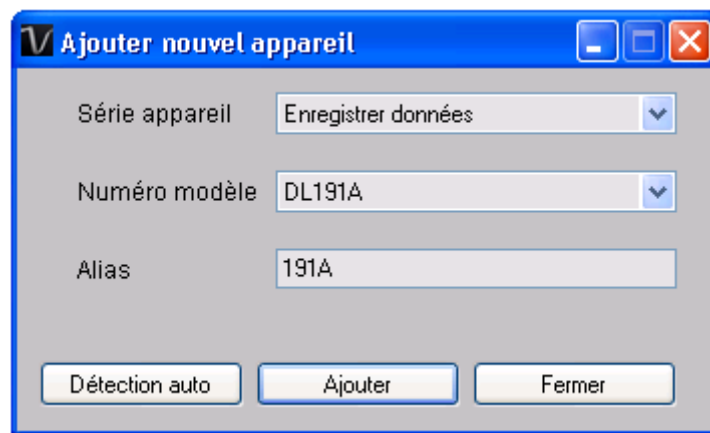 Ajouter nouvel appareil
Série appareil Enregistrer données
Numéro modèle DL191A
Alias 191A
Détection auto Ajouter Fermer